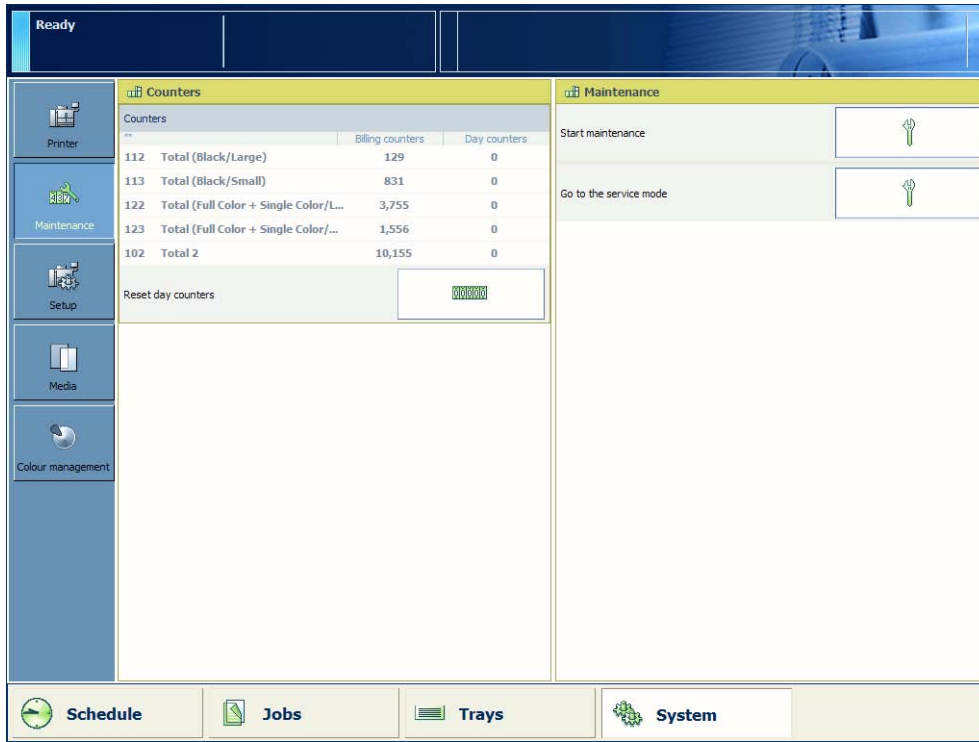 Ready
Printer
Maintenance
Setup
Media
Colour management
Counters
Counters
Billing counters Day counters
112 Total (Black/Large) 129 0
113 Total (Black/Small) 831 0
122 Total (Full Color + Single Color/L... 3,755 0
123 Total (Full Color + Single Color/... 1,556 0
102 Total 2 10,155 0
Reset day counters
Maintenance
Start maintenance
Go to the service mode
Schedule
Jobs
Trays
System